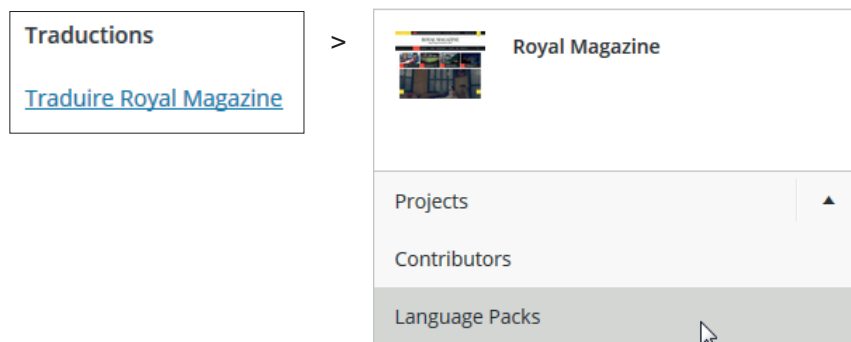 Traductions
Traduire Royal Magazine
>
Royal Magazine
Projects
Contributors
Language Packs